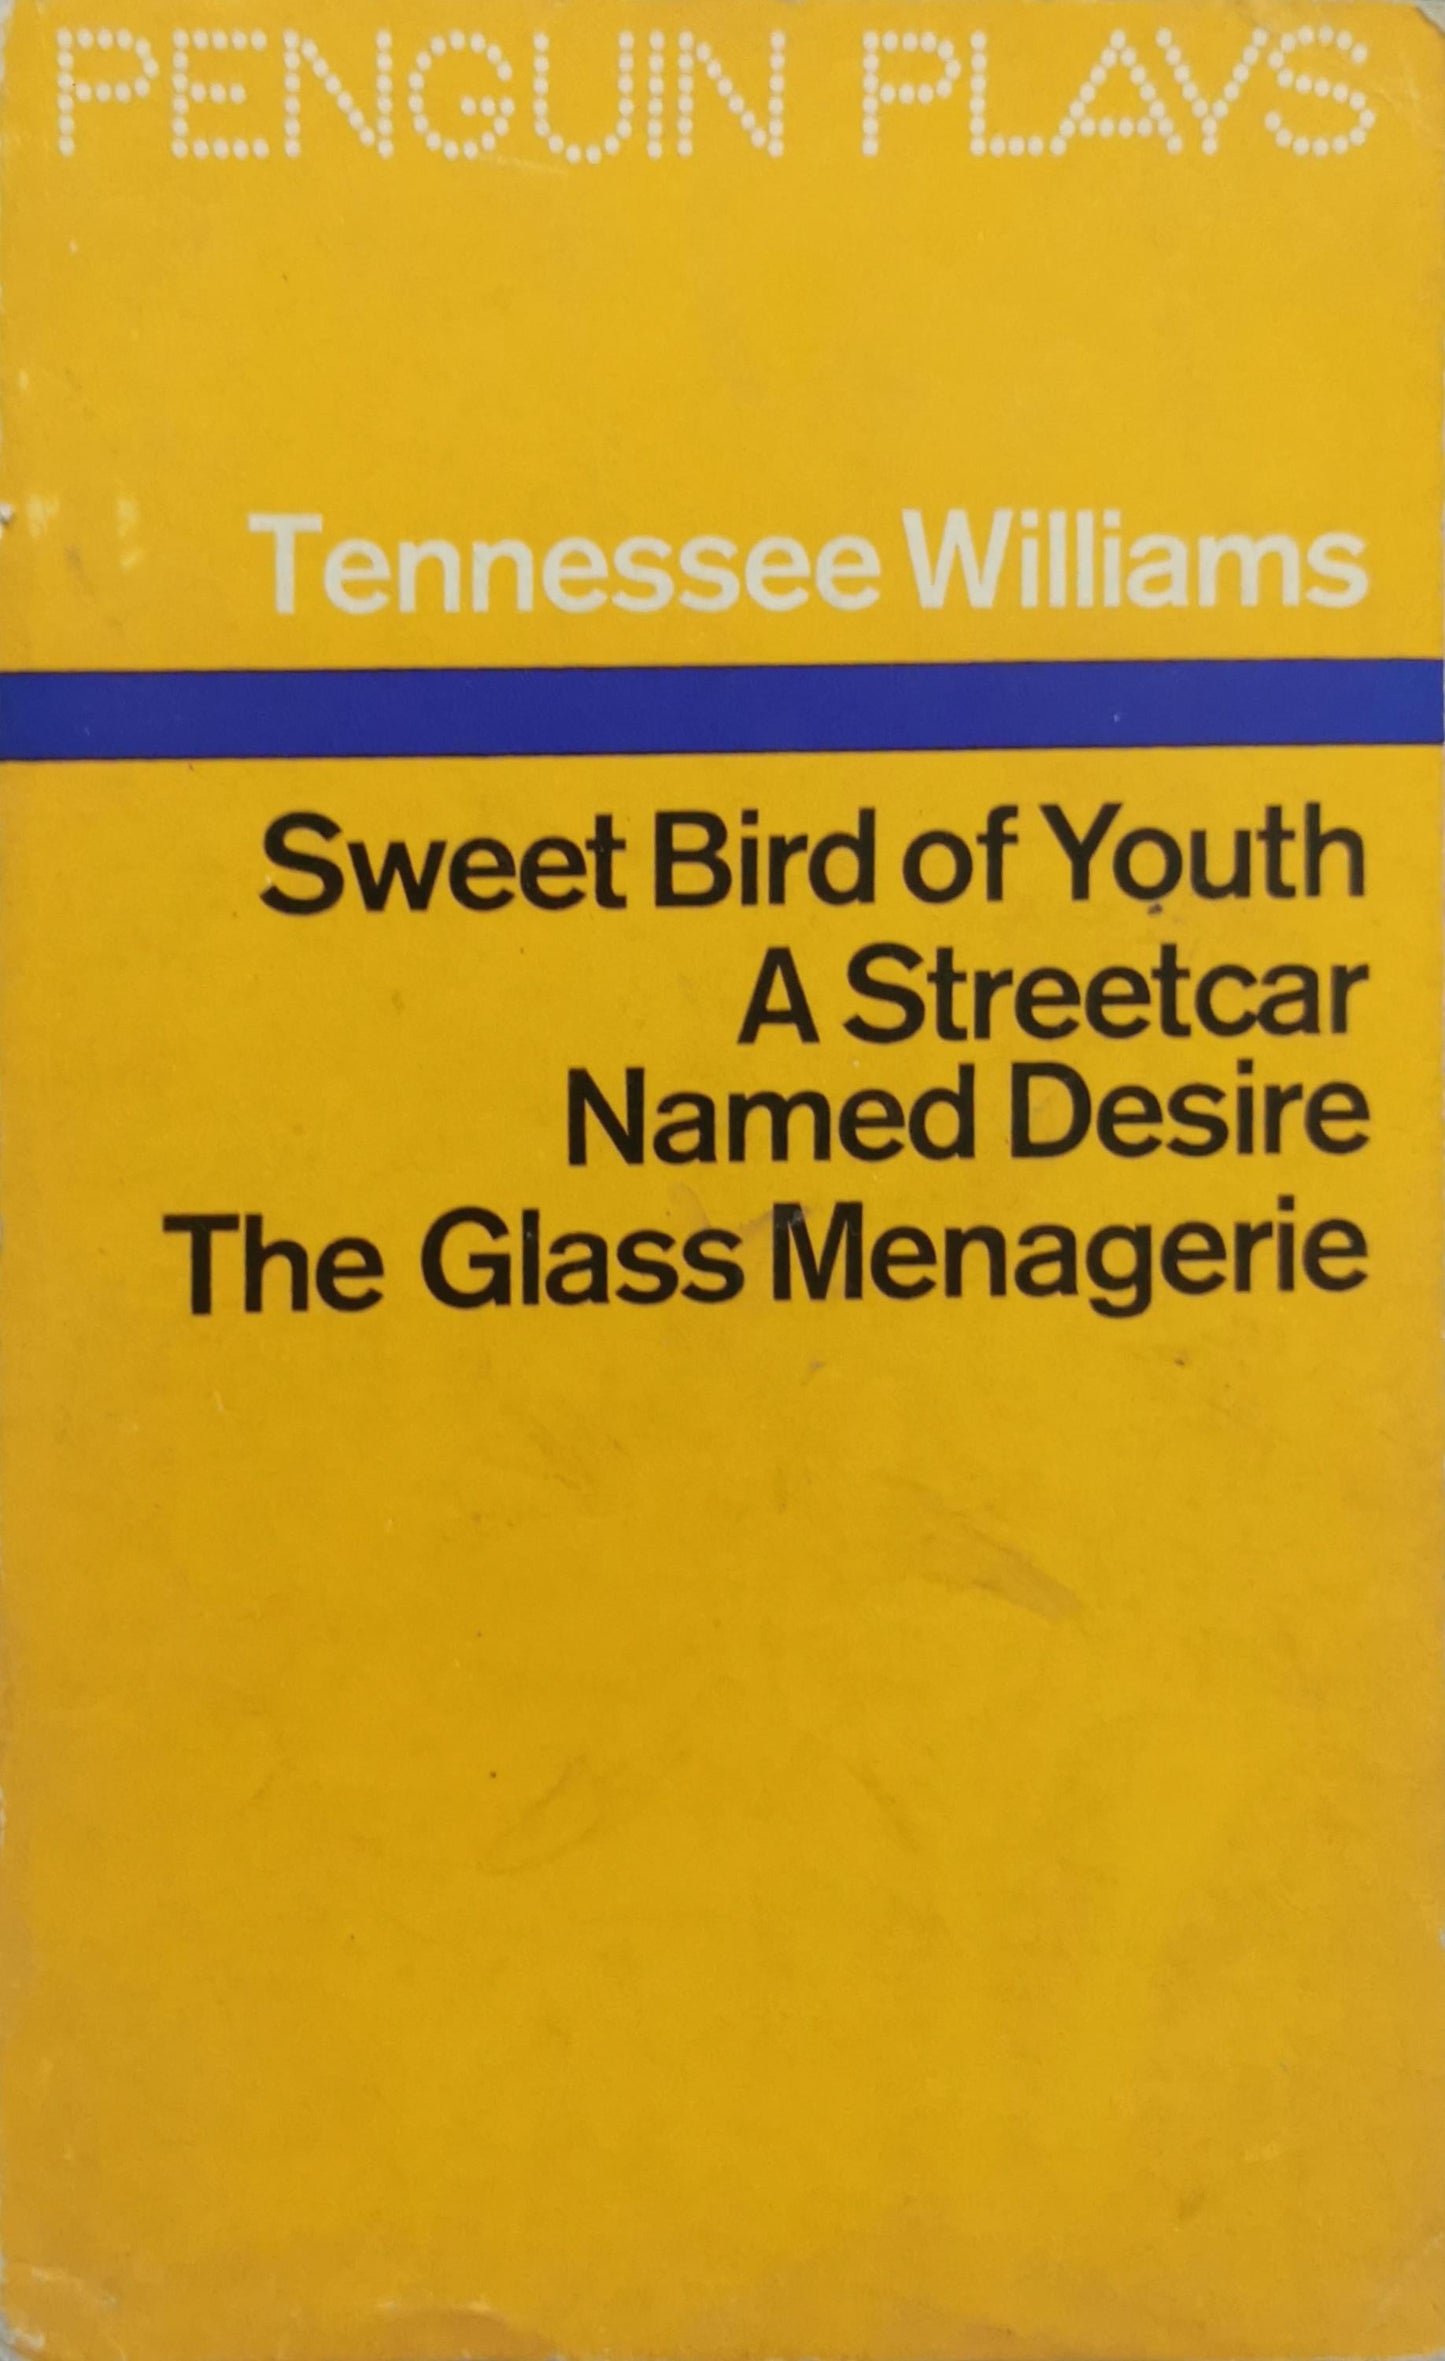 PENGUIN PLAYS
Tennessee Williams
Sweet Bird of Youth
A Streetcar
Named Desire
The Glass Menagerie